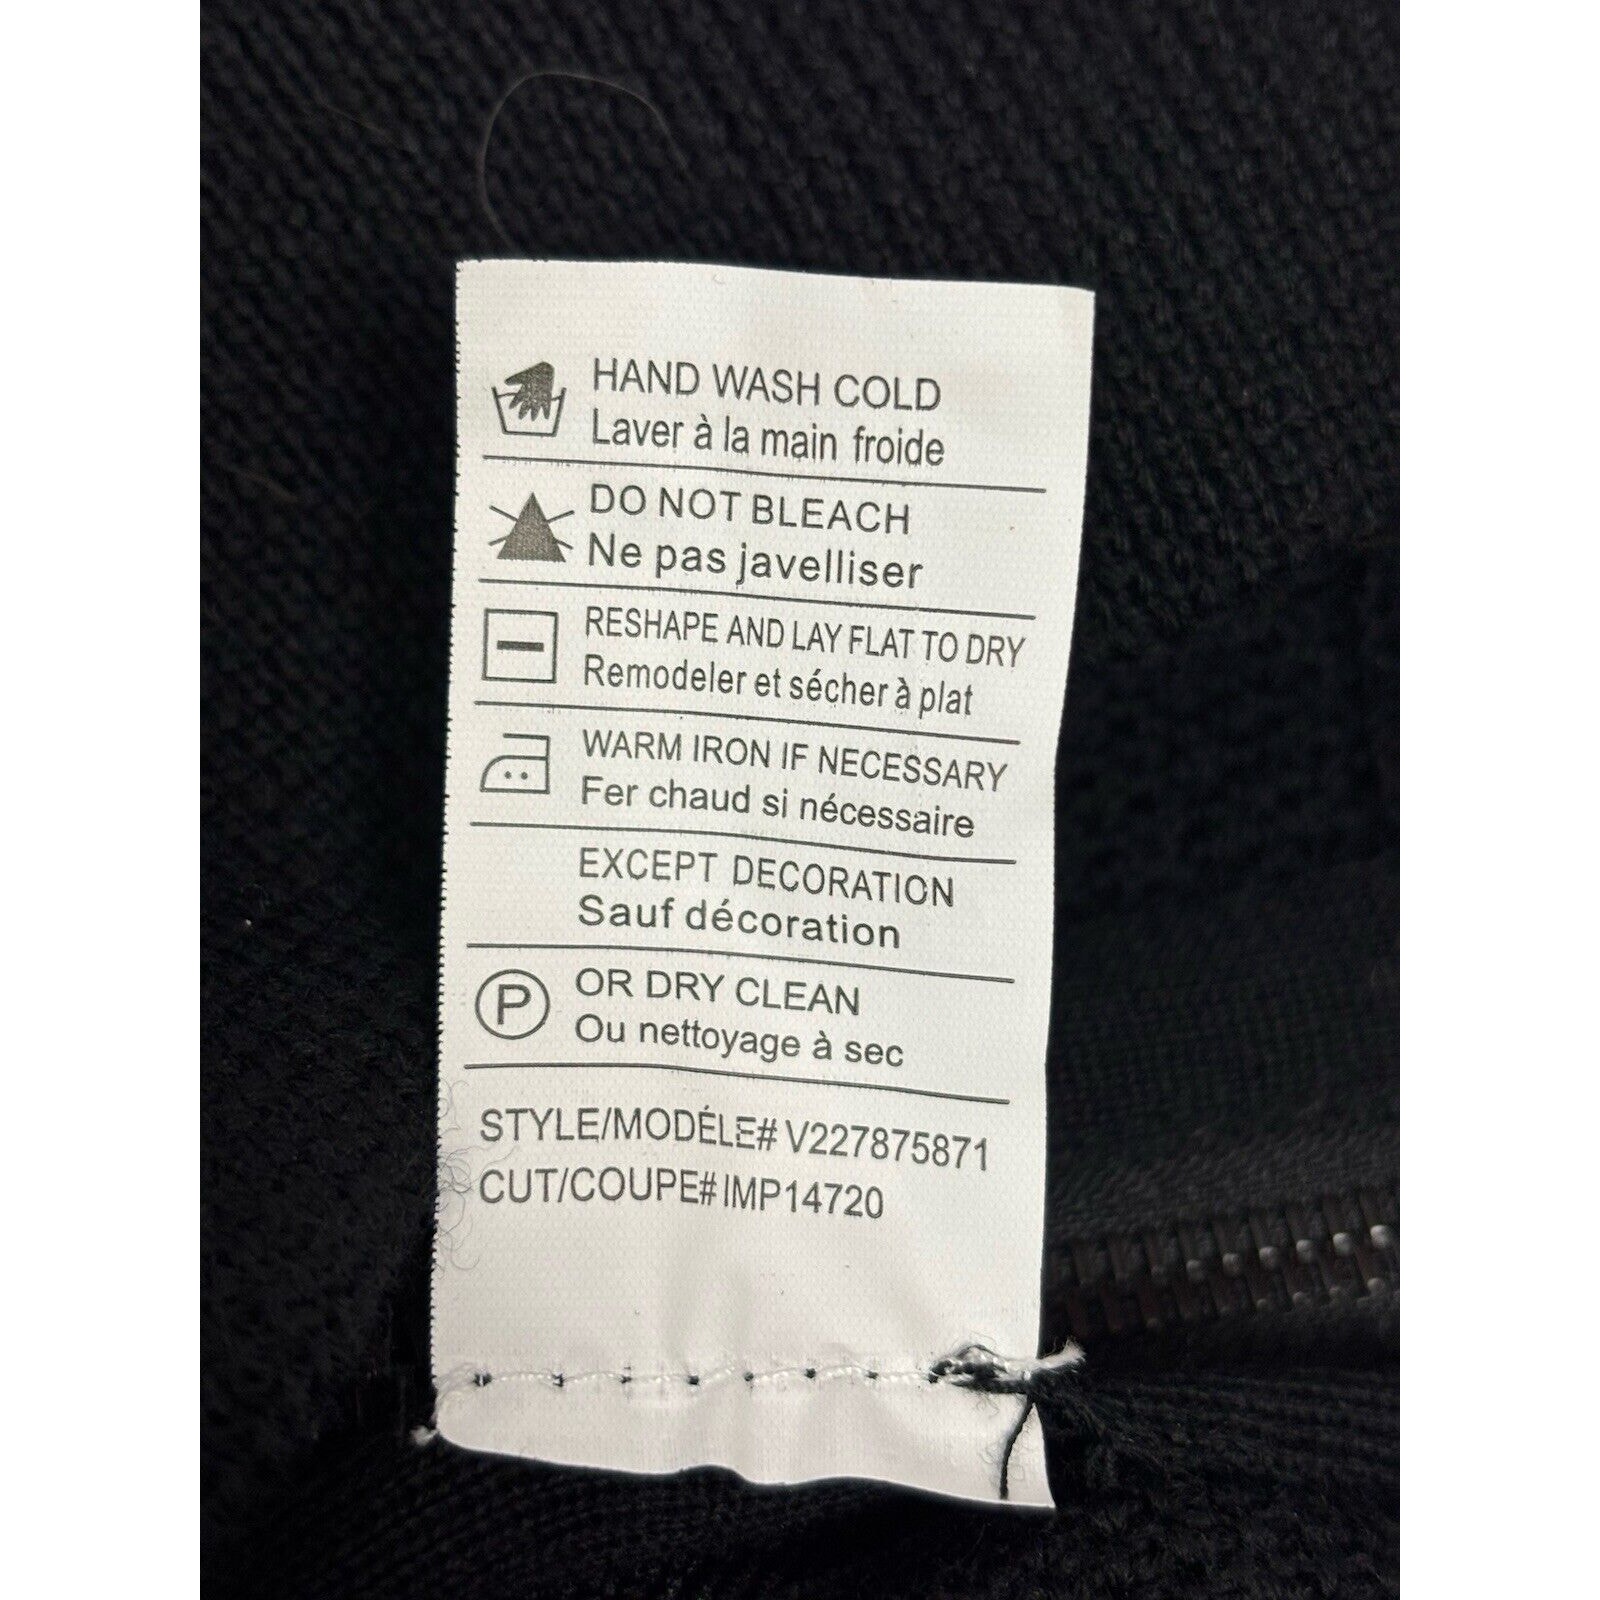 HAND WASH COLD
Laver à la main froide
DO NOT BLEACH
Ne pas javelliser
RESHAPE AND LAY FLAT TO DRY
Remodeler et sécher à plat
WARM IRON IF NECESSARY
Fer chaud si nécessaire
EXCEPT DECORATION
Sauf décoration
P OR DRY CLEAN
Ou nettoyage à sec
STYLE/MODÉLE# V227875871
CUT/COUPE# IMP14720